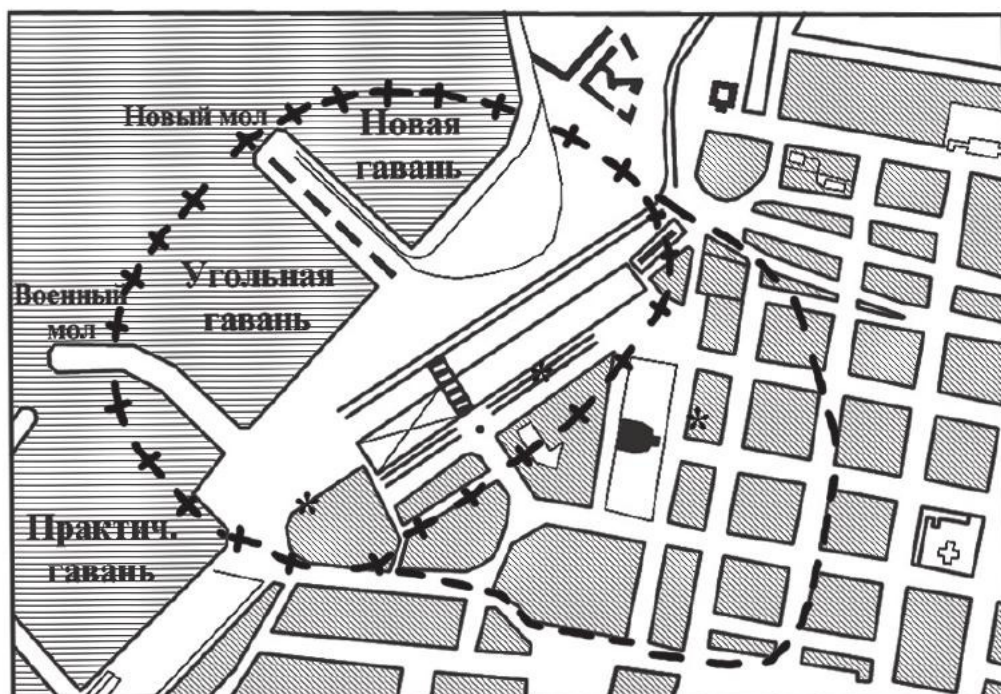 Новый мол
Новая
гавань
Угольная
гавань
Военный
мол
Практич.
гавань